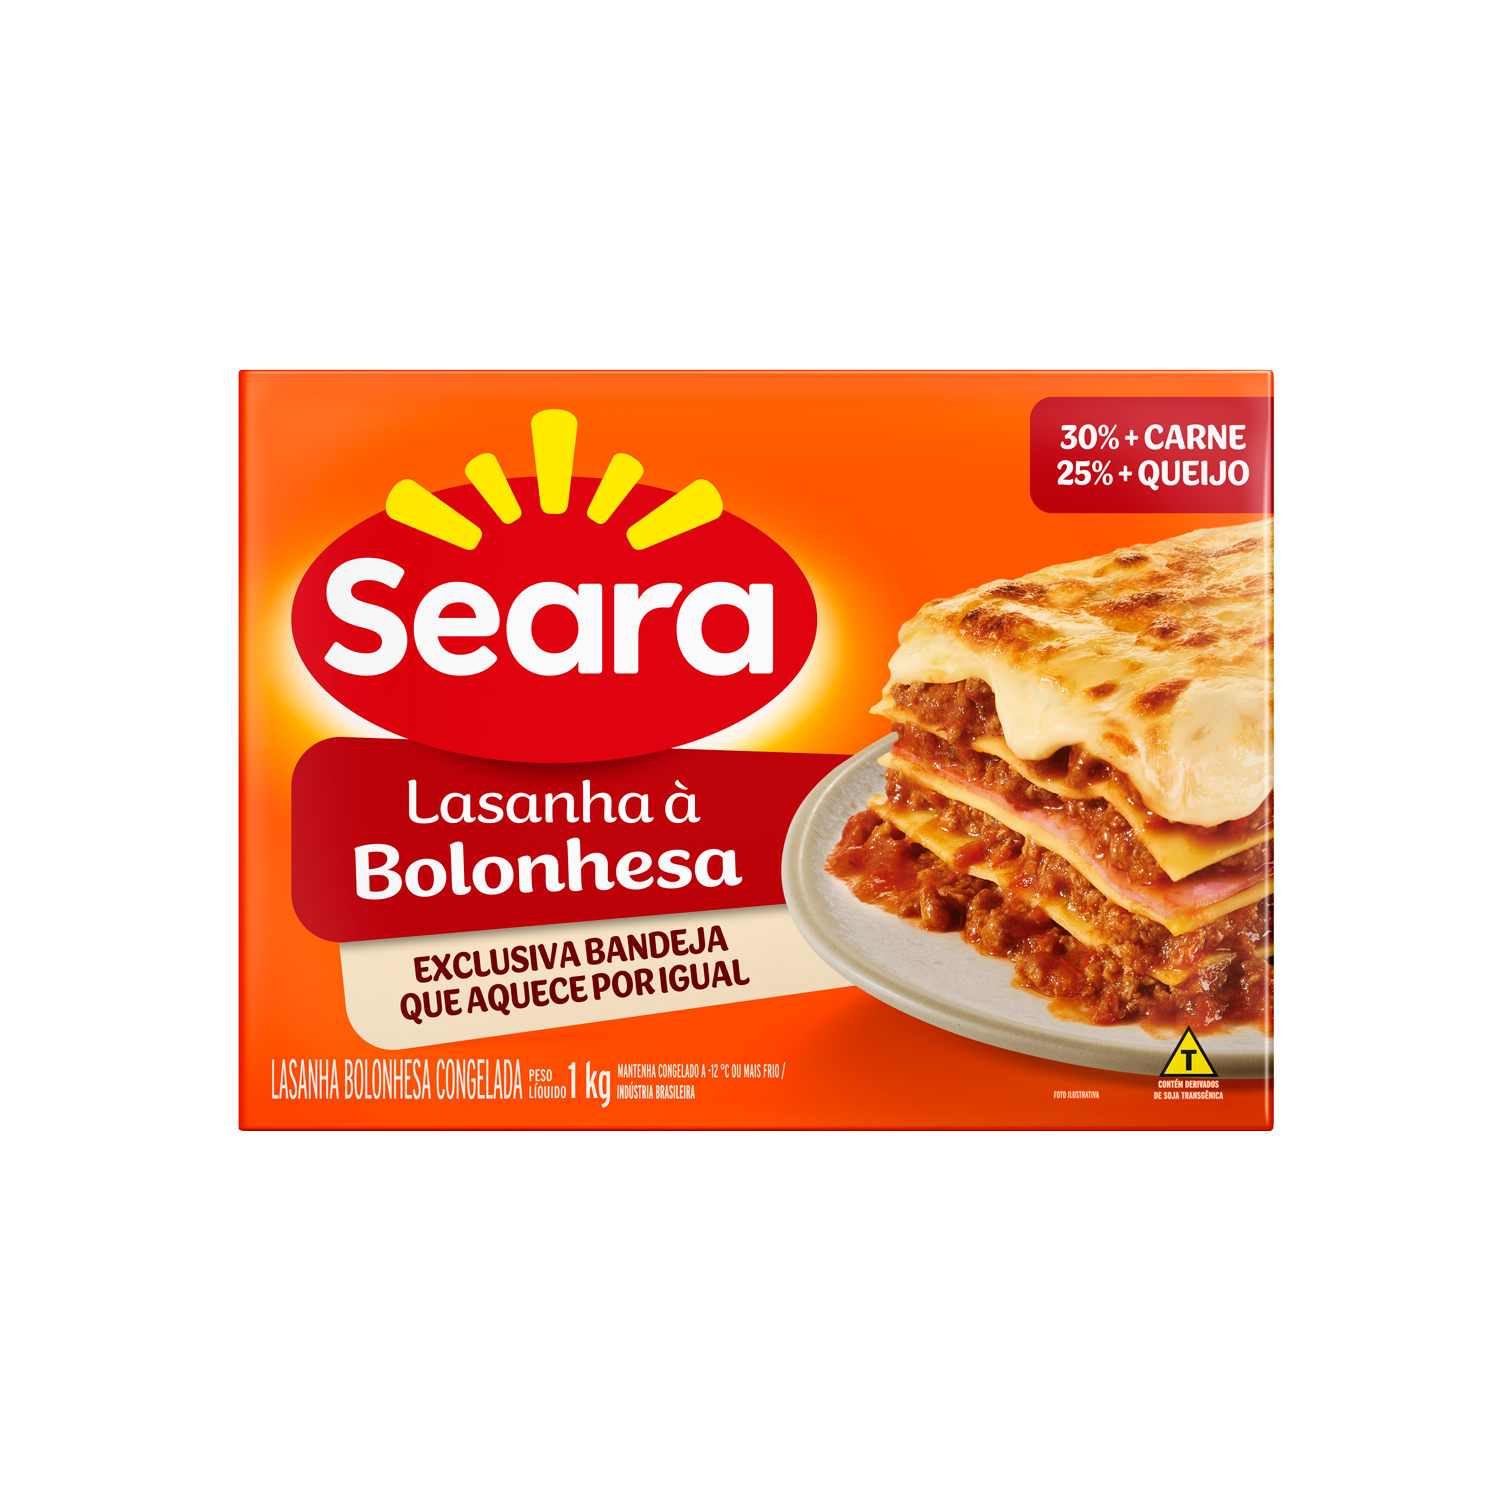 30% + CARNE
25% + QUEIJO
Seara
Lasanha à
Bolonhesa
EXCLUSIVA BANDEJA
QUE AQUECE POR IGUAL
LASANHA BOLONHESA CONGELADA
PESO
LÍQUIDO
1 kg
MANTENHA CONGELADO A -12 °C OU MAIS FRIO /
INDÚSTRIA BRASILEIRA
FOTO ILUSTRATIVA
T
CONTÉM DERIVADOS
DE SOJA TRANSGÊNICA